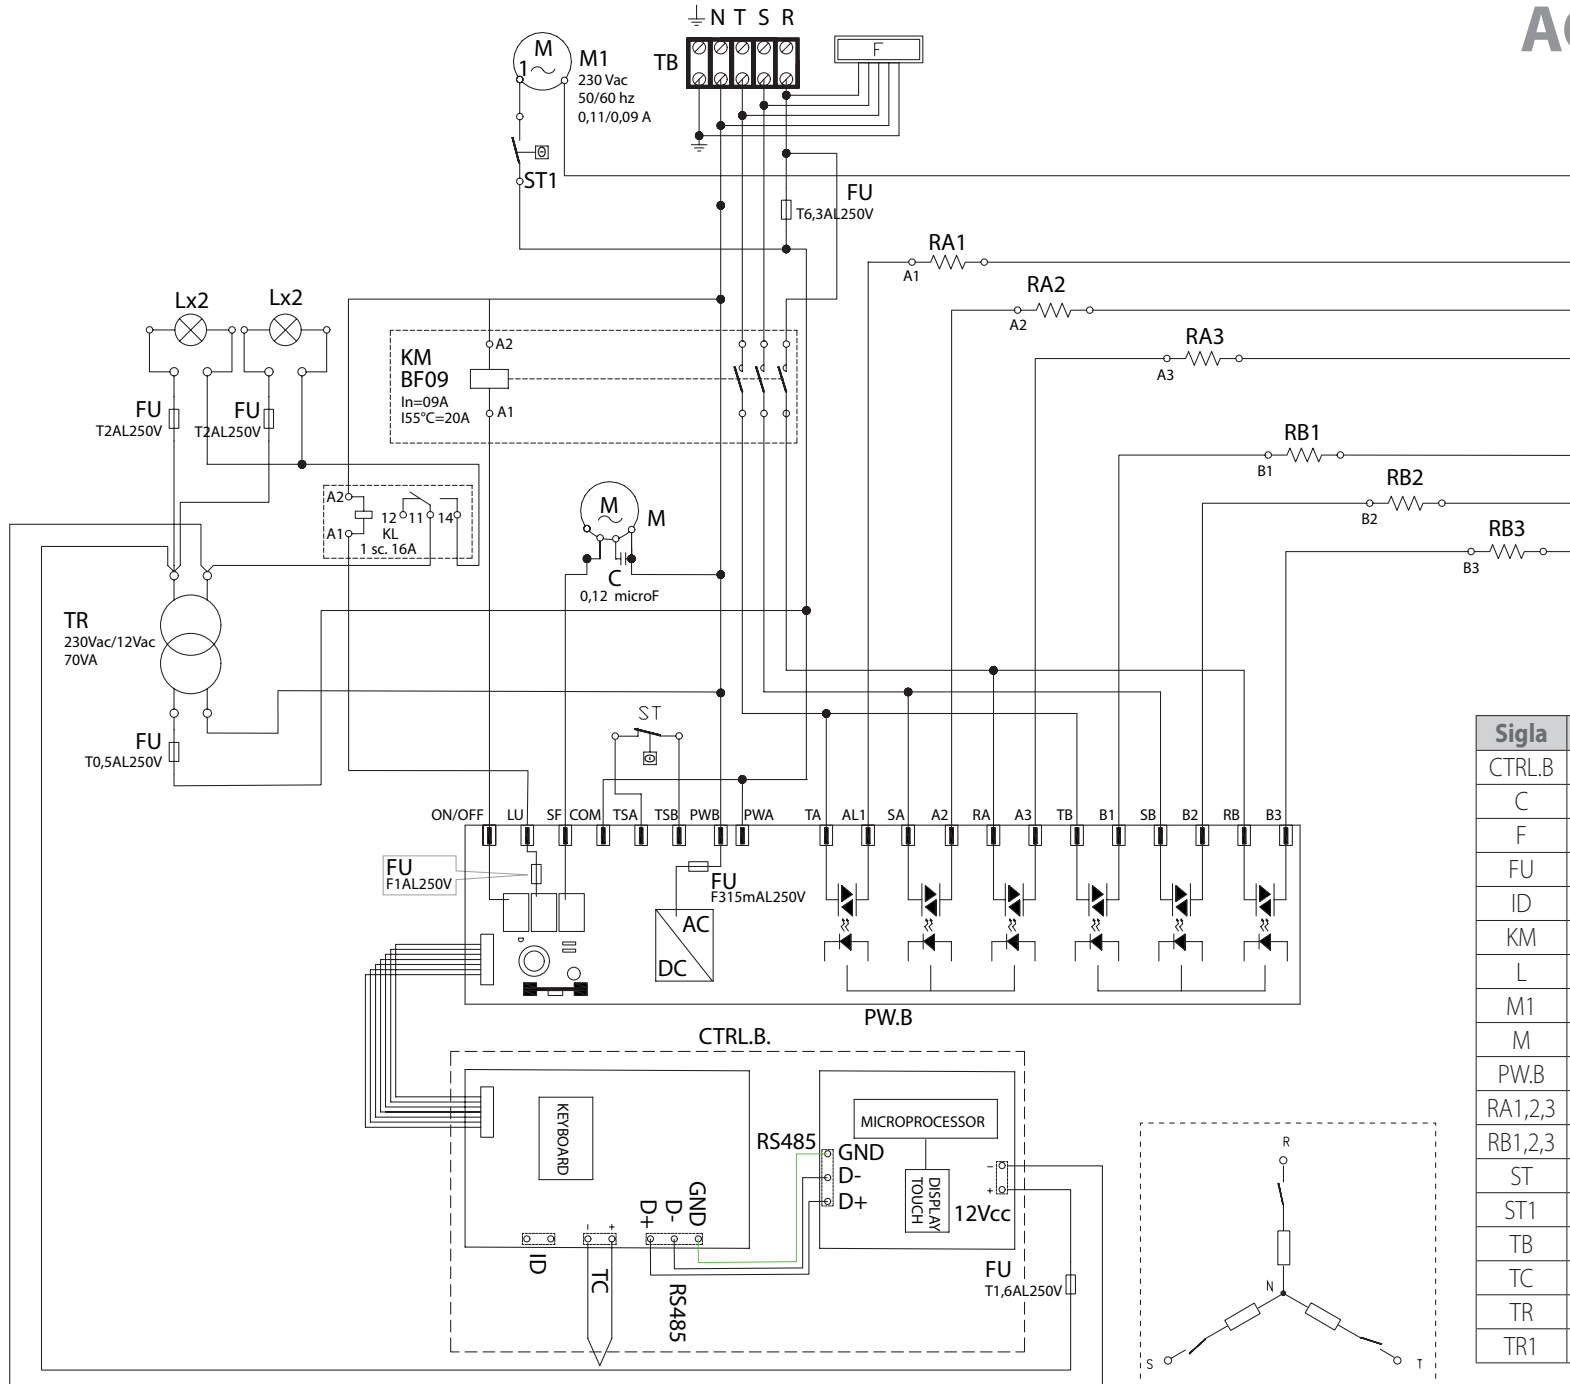 AC
N T S R
F
TB
M
1
M1
230 Vac
50/60 hz
0,11/0,09 A
ST1
FU
T6,3AL250V
RA1
A1
RA2
A2
RA3
A3
Lx2 Lx2
KM
BF09
In=09A
I55°C=20A
A2
A1
FU
T2AL250V
FU
T2AL250V
RB1
B1
RB2
B2
RB3
B3
A2
A1
12 11 14
KL
1 sc. 16A
M
M
C
0,12 microF
TR
230Vac/12Vac
70VA
FU
T0,5AL250V
ST
ON/OFF LU SF COM TSA TSB PWB PWA TA AL1 SA A2 RA A3 TB B1 SB B2 RB B3
FU
F1AL250V
FU
F315mAL250V
AC
DC
PW.B
CTRL.B.
KEYBOARD
MICROPROCESSOR
DISPLAY
TOUCH
RS485
GND
D-
D+
-
+
12Vcc
D+
D-
GND
- +
ID
TC
RS485
FU
T1,6AL250V
R
N
S
T
Sigla
CTRL.B
C
F
FU
ID
KM
L
M1
M
PW.B
RA1,2,3
RB1,2,3
ST
ST1
TB
TC
TR
TR1